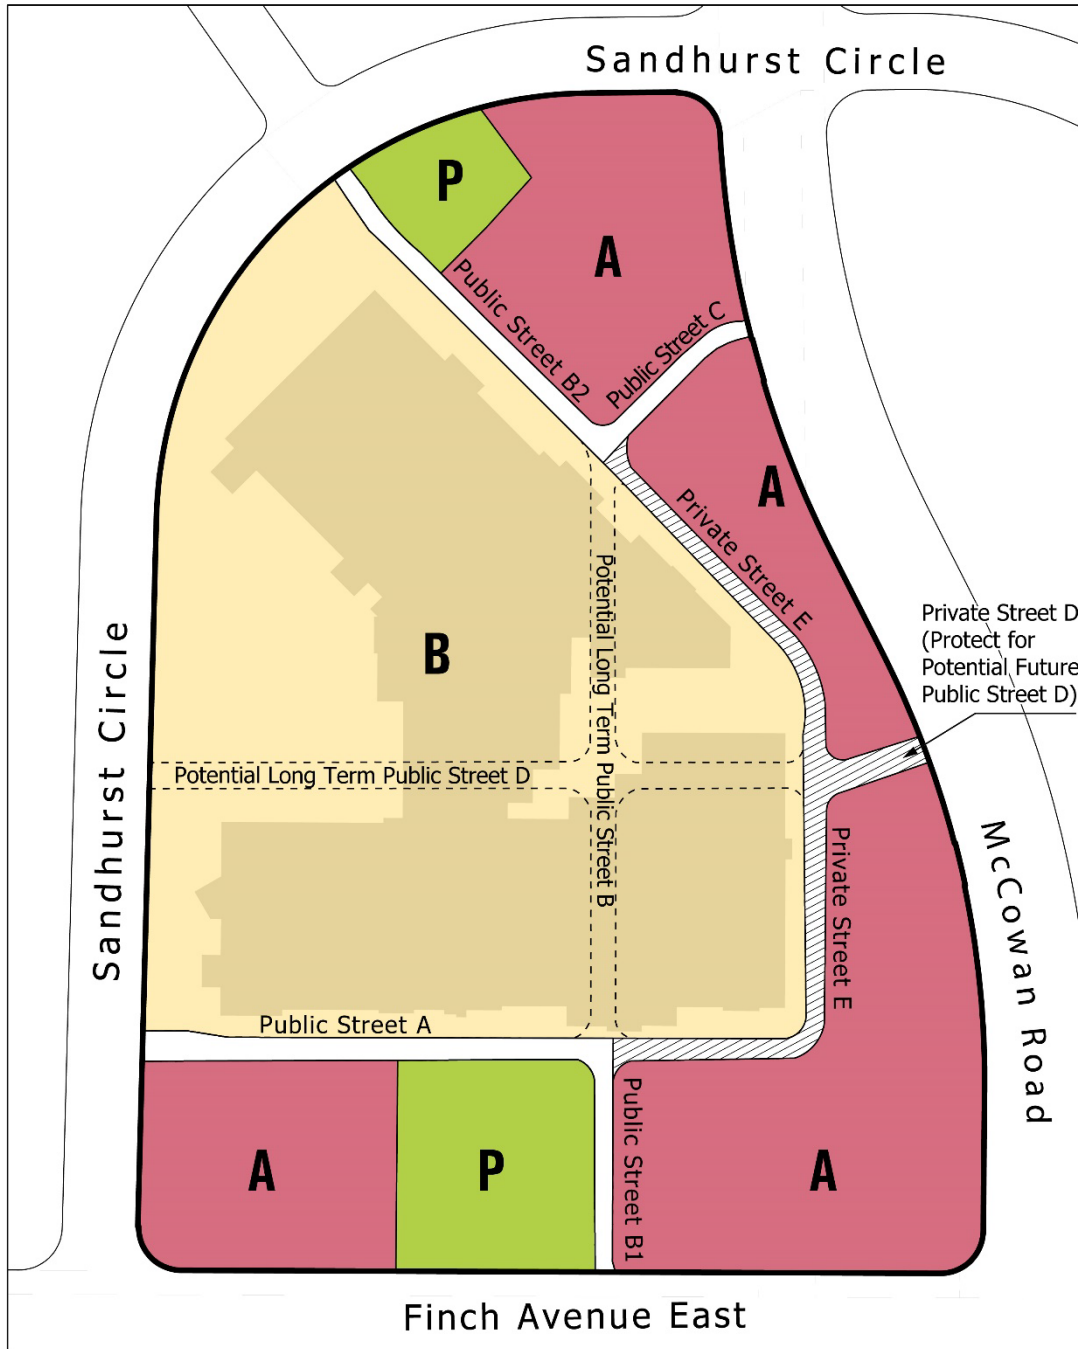 Sandhurst Circle
P
A
Public Street B2
Public Street C
A
Private Street E
Potential Long Term Public Street B
Private Street D
(Protect for
Potential Future
Public Street D)
B
Sandhurst Circle
Potential Long Term Public Street D
Private Street E
McCowan Road
Public Street A
A
P
Public Street B1
A
Finch Avenue East